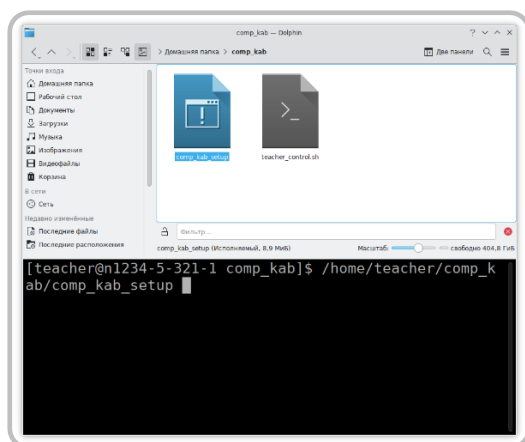 comp_kab — Dolphin
Домашняя папка > comp_kab
Две панели
Точки входа
Домашняя папка
Рабочий стол
Документы
Загрузки
Музыка
Изображения
Видеофайлы
Корзина
В сети
Сеть
Недавно изменённые
Последние файлы
Последние расположения
comp_kab_setup
teacher_control.sh
Фильтр...
comp_kab_setup (Исполняемый, 8,9 МиБ)
Масштаб:
свободно 404,8 ГиБ
[teacher@n1234-5-321-1 comp_kab]$ /home/teacher/comp_k
ab/comp_kab_setup